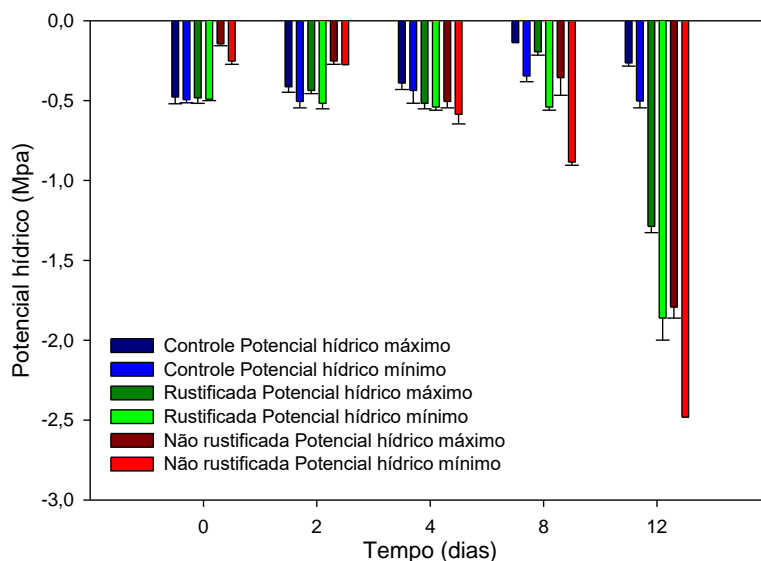 0,0
-0,5
-1,0
-1,5
-2,0
-2,5
-3,0
Potencial hídrico (Mpa)
Controle Potencial hídrico máximo
Controle Potencial hídrico mínimo
Rustificada Potencial hídrico máximo
Rustificada Potencial hídrico mínimo
Não rustificada Potencial hídrico máximo
Não rustificada Potencial hídrico mínimo
0 2 4 8 12
Tempo (dias)